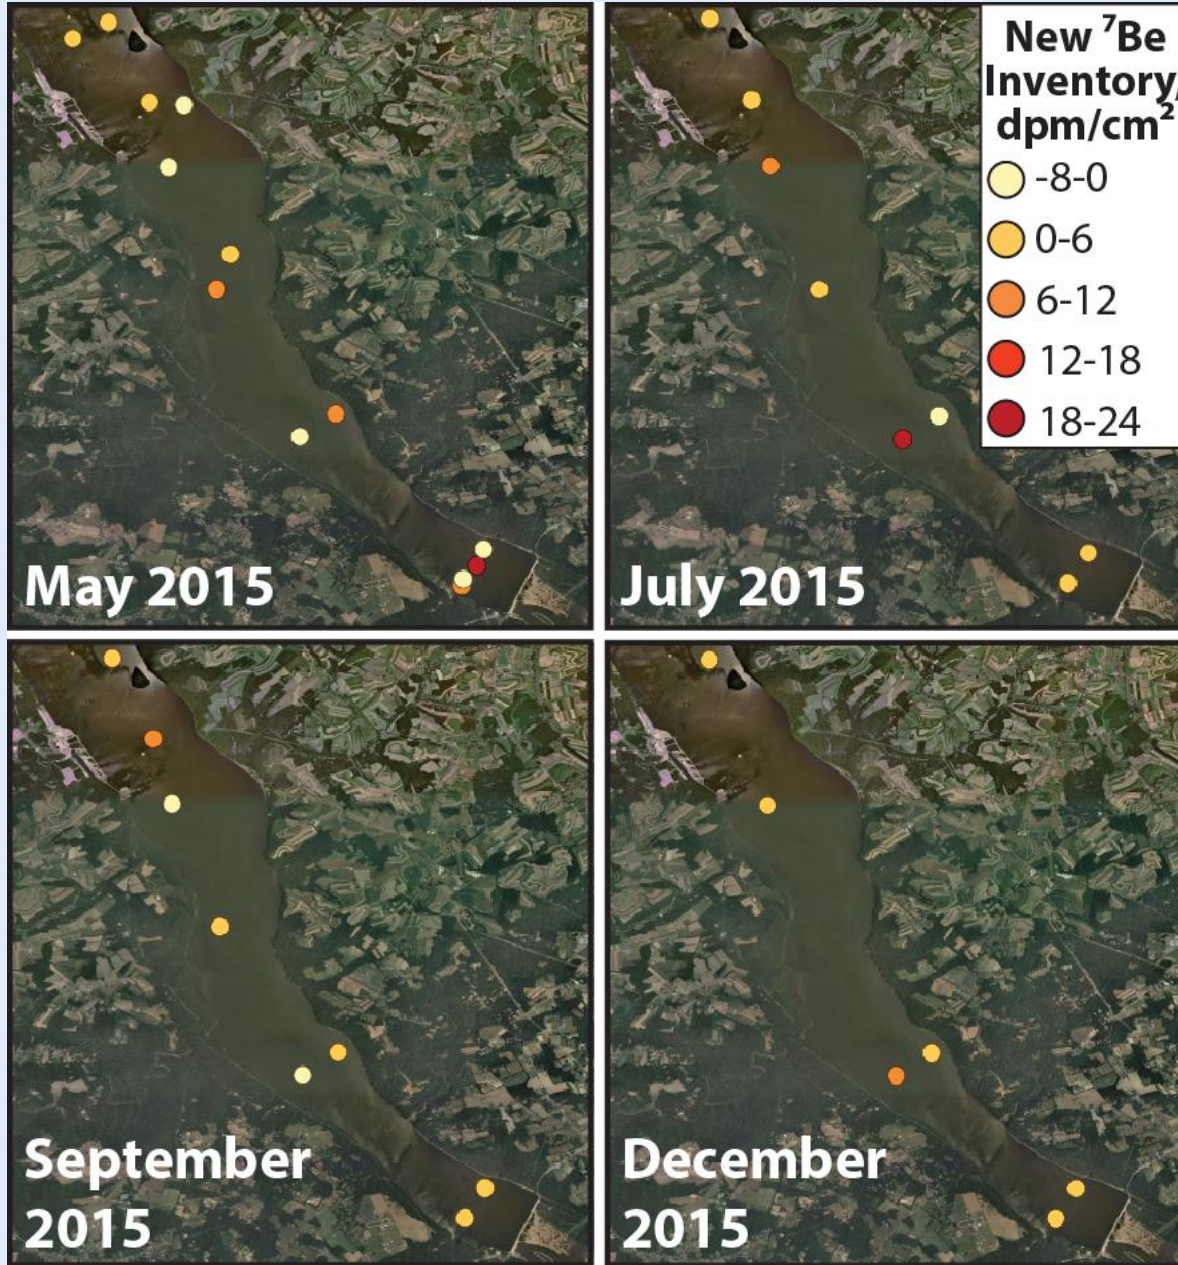 New ⁷Be
Inventory,
dpm/cm²
-8-0
0-6
6-12
12-18
18-24
May 2015
July 2015
September
2015
December
2015